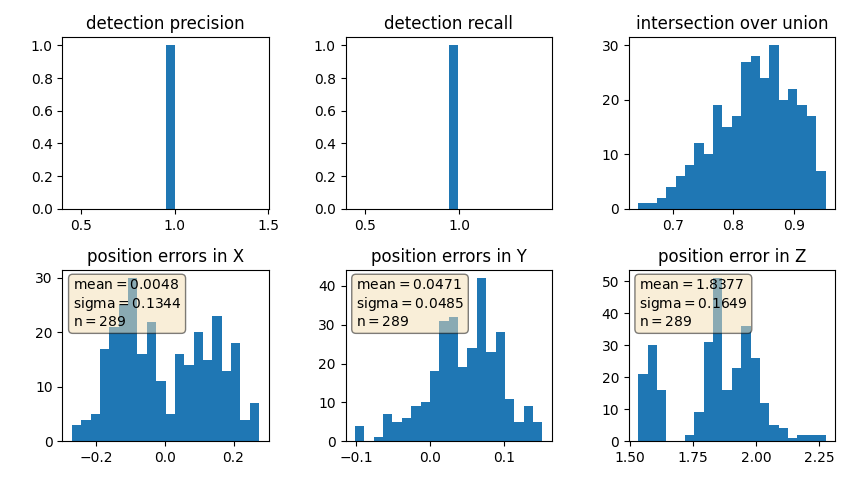 detection precision
detection recall
intersection over union
1.0
0.8
0.6
0.4
0.2
0.0
0.5 1.0 1.5
1.0
0.8
0.6
0.4
0.2
0.0
0.5 1.0
30
20
10
0
0.7 0.8 0.9
position errors in X
position errors in Y
position error in Z
mean = 0.0048
sigma = 0.1344
n = 289
30
20
10
0
−0.2 0.0 0.2
mean = 0.0471
sigma = 0.0485
n = 289
40
30
20
10
0
−0.1 0.0 0.1
mean = 1.8377
sigma = 0.1649
n = 289
50
40
30
20
10
0
1.50 1.75 2.00 2.25